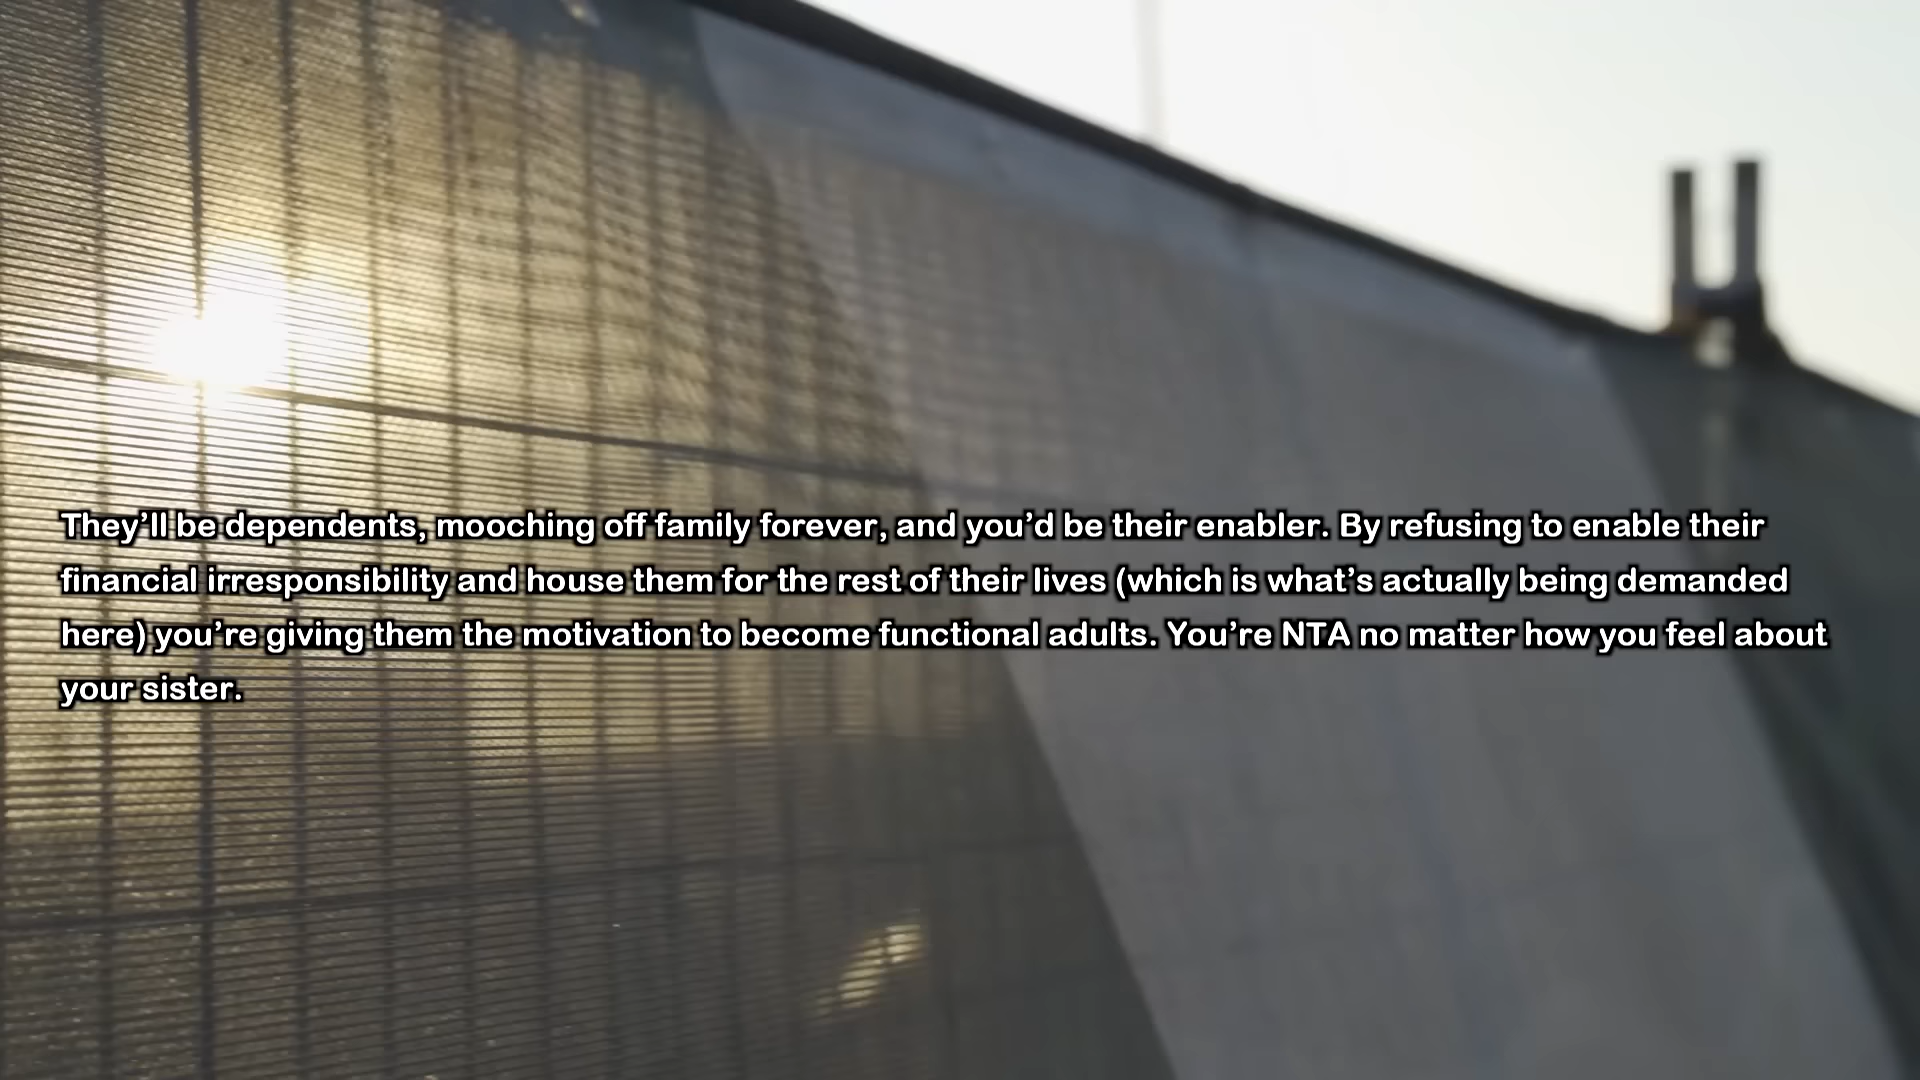 They’ll be dependents, mooching off family forever, and you’d be their enabler. By refusing to enable their
financial irresponsibility and house them for the rest of their lives (which is what’s actually being demanded
here) you’re giving them the motivation to become functional adults. You’re NTA no matter how you feel about
your sister.